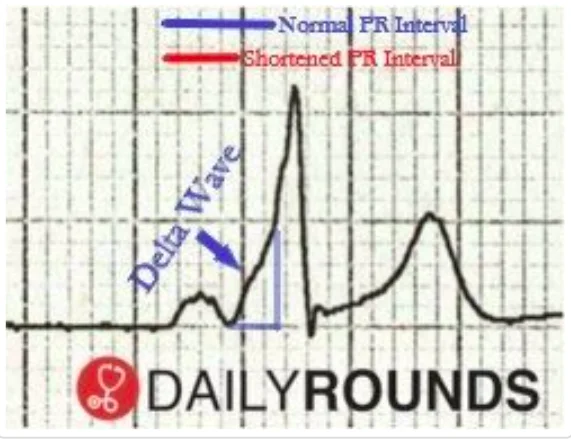 Normal PR Interval
Shortened PR Interval
Delta Wave
DAILYROUNDS